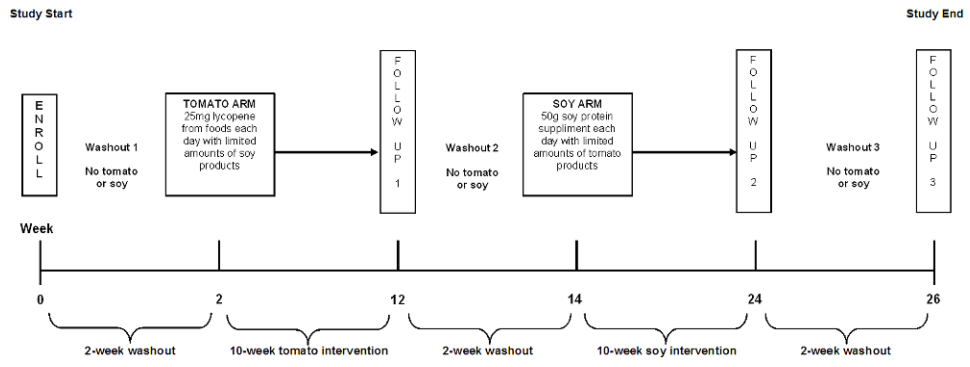 Study Start
Study End
E
N
R
O
L
L
Washout 1
No tomato
or soy
TOMATO ARM
25mg lycopene
from foods each
day with limited
amounts of soy
products
F
O
L
L
O
W
UP
1
Washout 2
No tomato
or soy
SOY ARM
50g soy protein
suppliment each
day with limited
amounts of tomato
products
F
O
L
L
O
W
UP
2
Washout 3
No tomato
or soy
F
O
L
L
O
W
UP
3
Week
0
2
12
14
24
26
2-week washout
10-week tomato intervention
2-week washout
10-week soy intervention
2-week washout